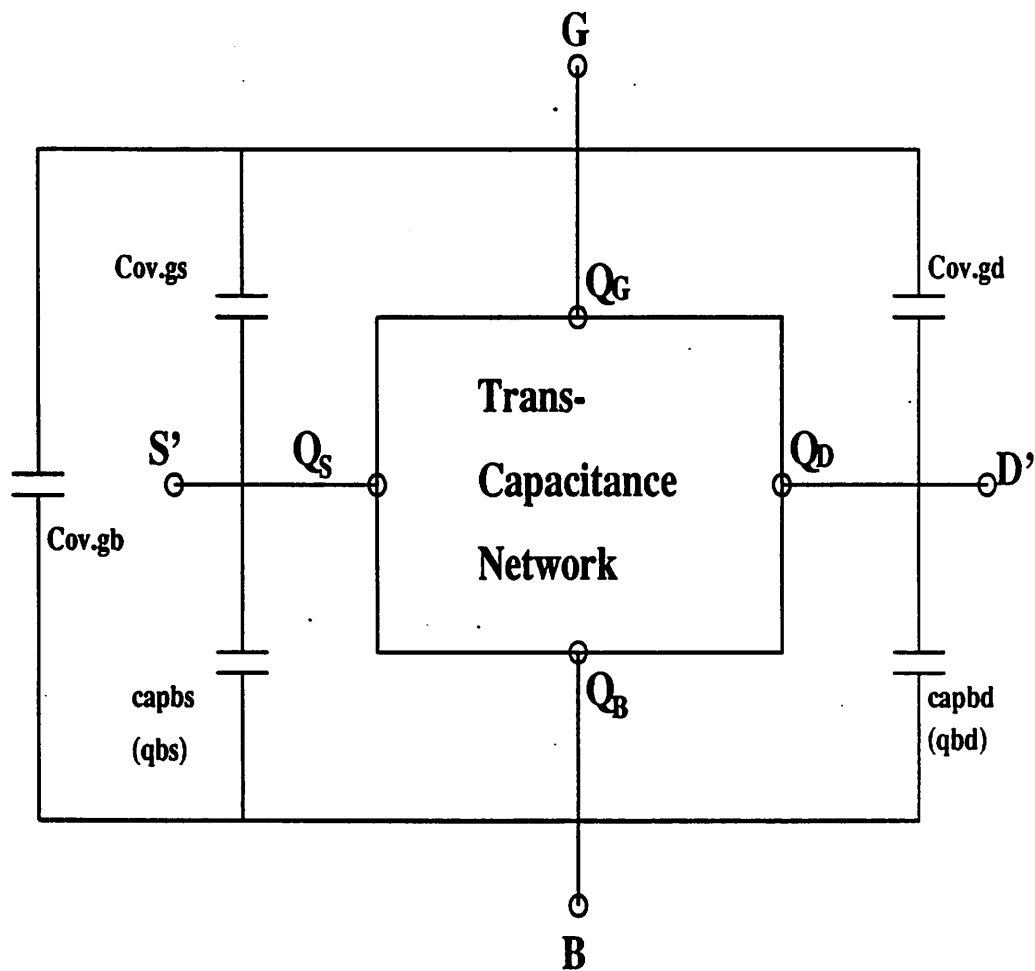 G
Cov.gs
Cov.gd
QG
Trans-
S’
QS
QD
D’
Capacitance
Cov.gb
Network
QB
capbs
capbd
(qbs)
(qbd)
B